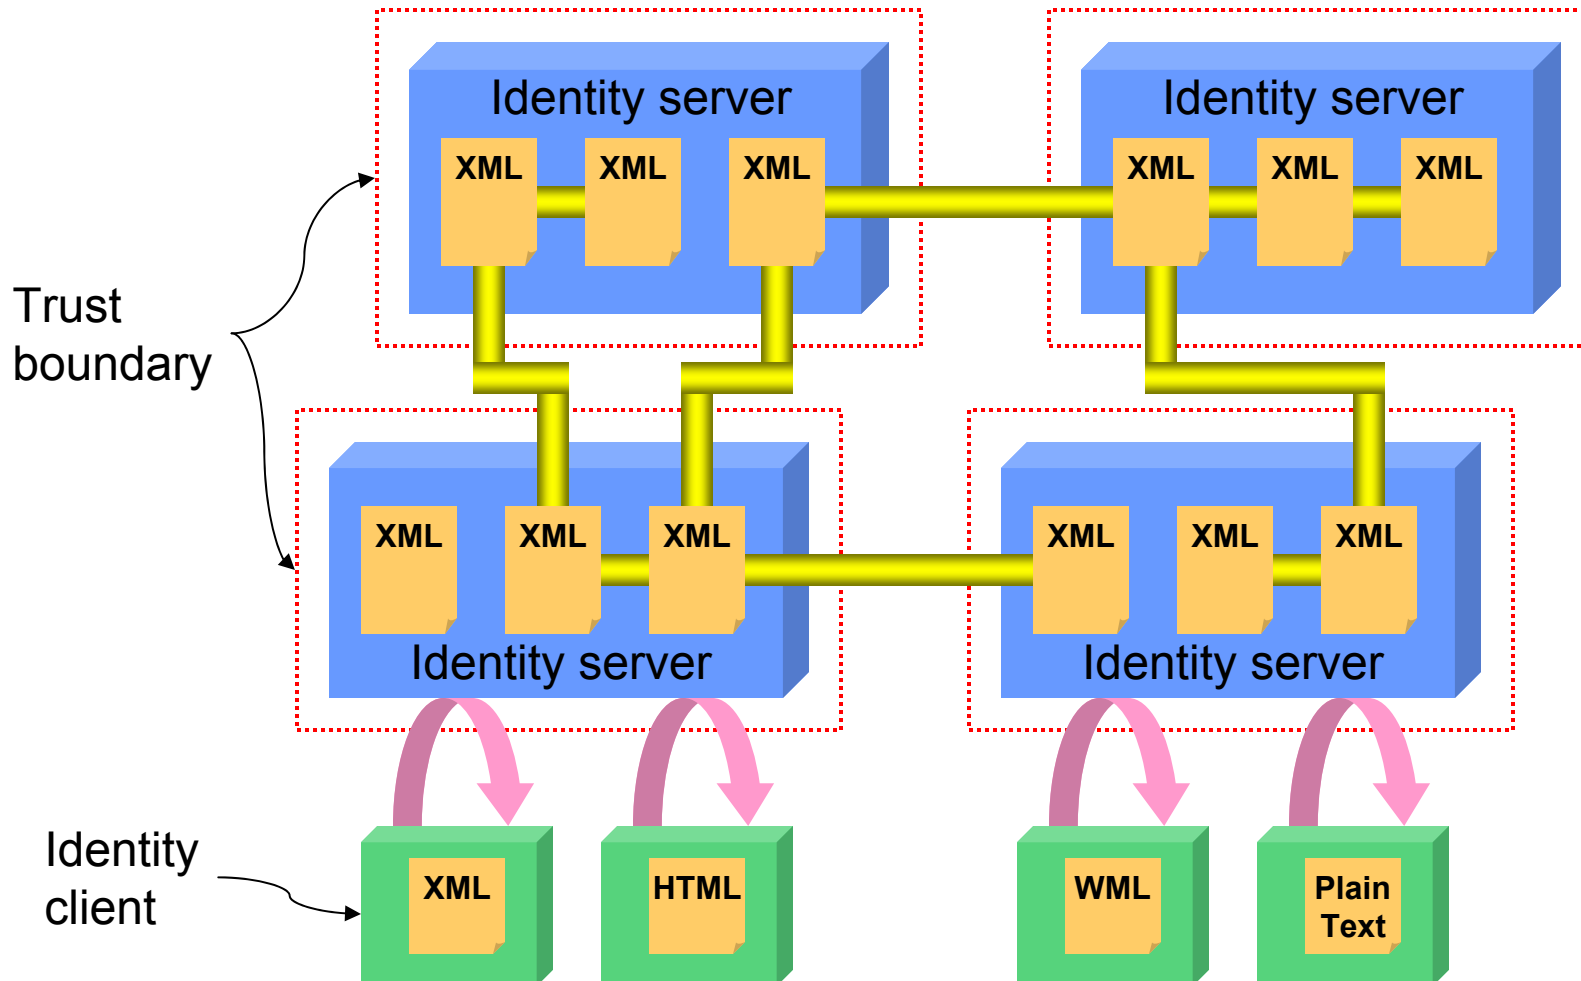 Identity server
Identity server
XML
XML
XML
XML
XML
XML
Trust
boundary
XML
XML
XML
XML
XML
XML
Identity server
Identity server
Identity
client
XML
HTML
WML
Plain
Text